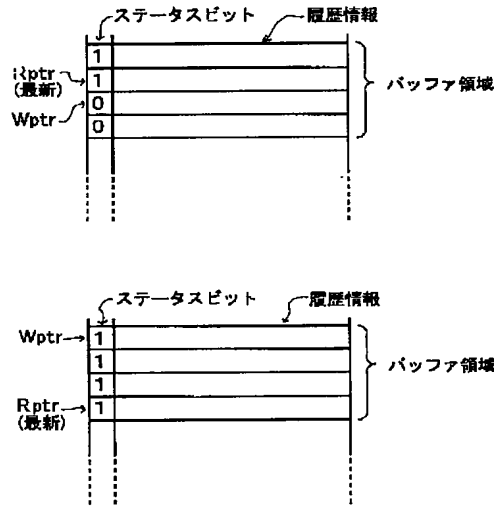 ステータスビット
履歴情報
1
Rptr
(最新)
1
バッファ領域
0
Wptr
0
ステータスビット
履歴情報
Wptr
1
1
バッファ領域
1
Rptr
(最新)
1